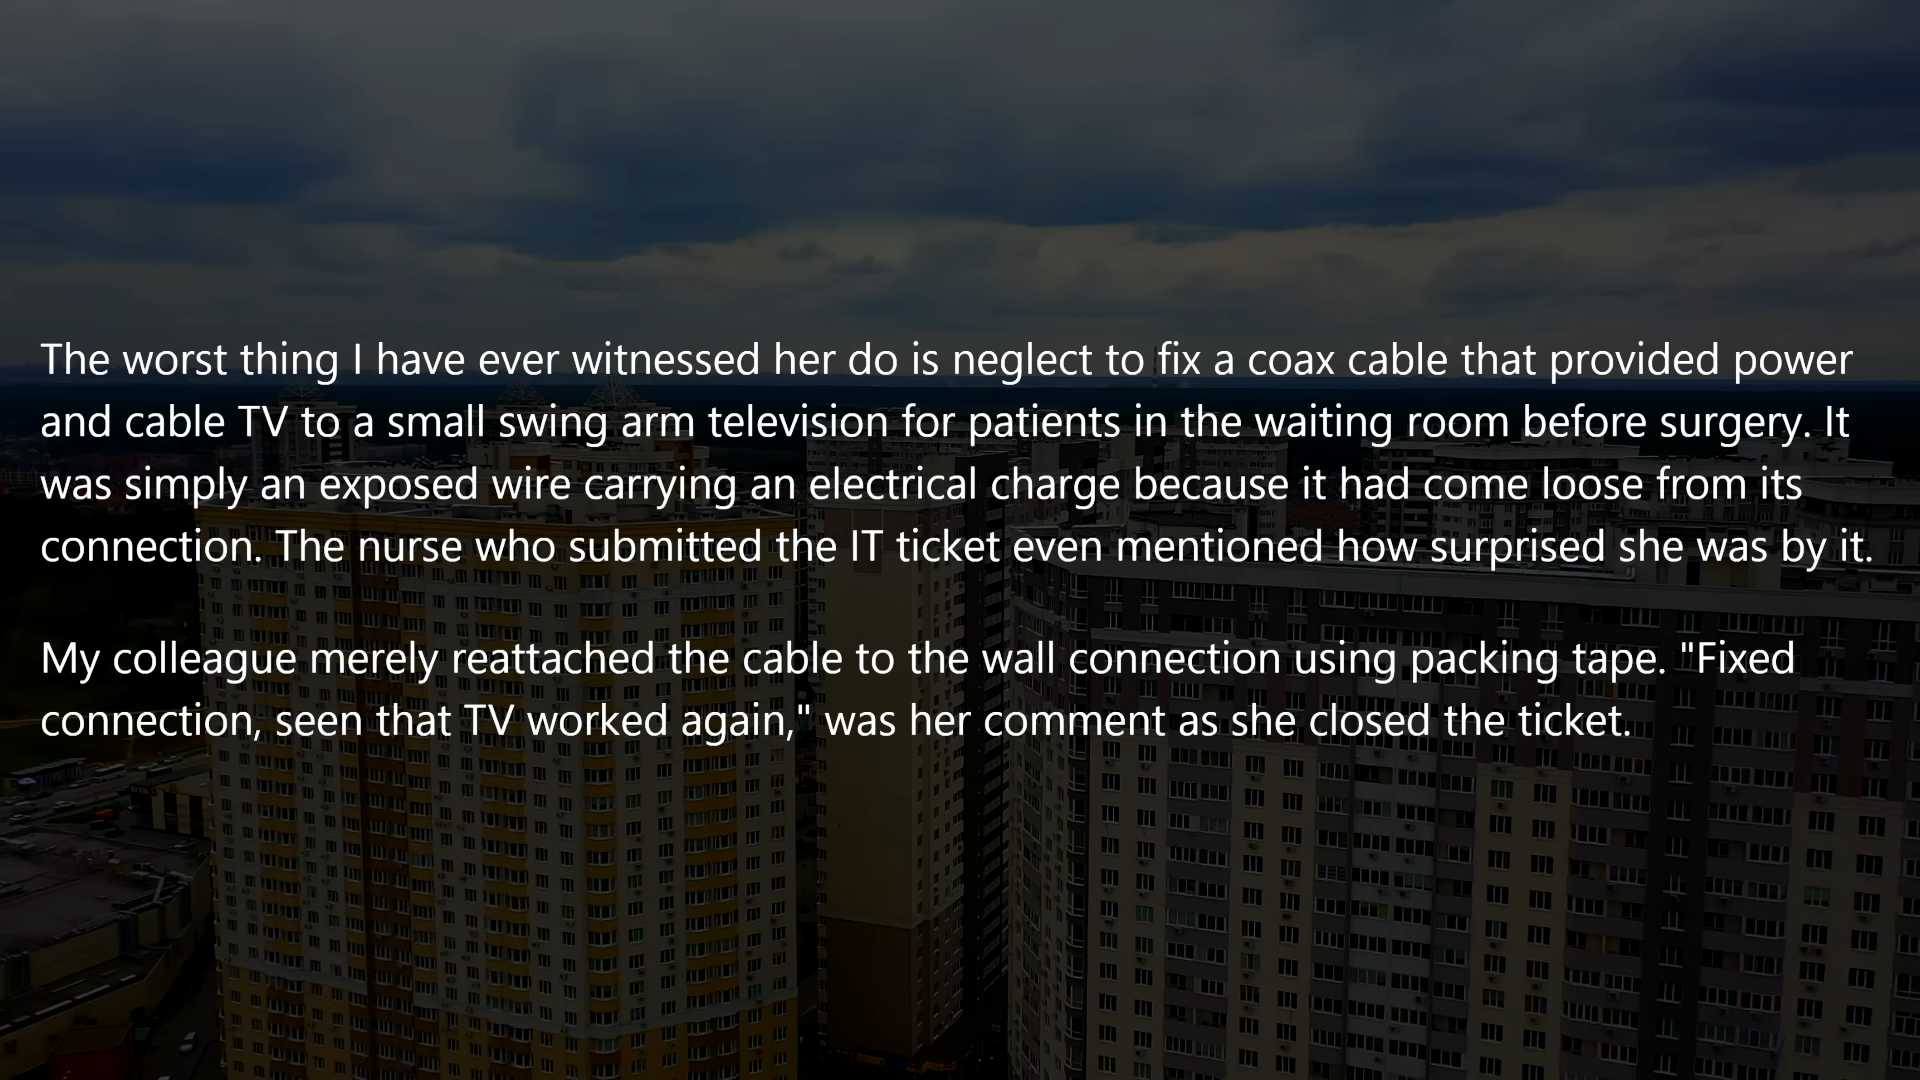 The worst thing I have ever witnessed her do is neglect to fix a coax cable that provided power
and cable TV to a small swing arm television for patients in the waiting room before surgery. It
was simply an exposed wire carrying an electrical charge because it had come loose from its
connection. The nurse who submitted the IT ticket even mentioned how surprised she was by it.
My colleague merely reattached the cable to the wall connection using packing tape. "Fixed
connection, seen that TV worked again," was her comment as she closed the ticket.